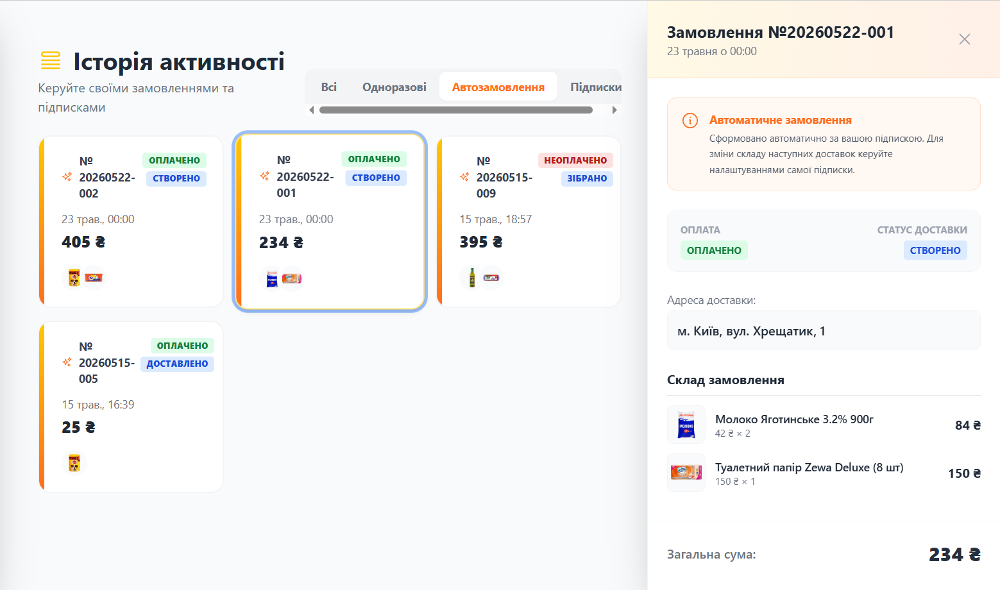 Історія активності
Керуйте своїми замовленнями та
підписками
Всі
Одноразові
Автозамовлення
Підписки
№
20260522-
002
ОПЛАЧЕНО
СТВОРЕНО
23 трав., 00:00
405 ₴
№
20260522-
001
ОПЛАЧЕНО
СТВОРЕНО
23 трав., 00:00
234 ₴
№
20260515-
009
НЕОПЛАЧЕНО
ЗІБРАНО
15 трав., 18:57
395 ₴
№
20260515-
005
ОПЛАЧЕНО
ДОСТАВЛЕНО
15 трав., 16:39
25 ₴
Замовлення №20260522-001
23 травня о 00:00
Автоматичне замовлення
Сформовано автоматично за вашою підпискою. Для
зміни складу наступних доставок керуйте
налаштуваннями самої підписки.
ОПЛАТА
СТАТУС ДОСТАВКИ
ОПЛАЧЕНО
СТВОРЕНО
Адреса доставки:
м. Київ, вул. Хрещатик, 1
Склад замовлення
МОЛОКО
Молоко Яготинське 3.2% 900г
42 ₴ × 2
84 ₴
Туалетний папір Zewa Deluxe (8 шт)
150 ₴ × 1
150 ₴
Загальна сума:
234 ₴